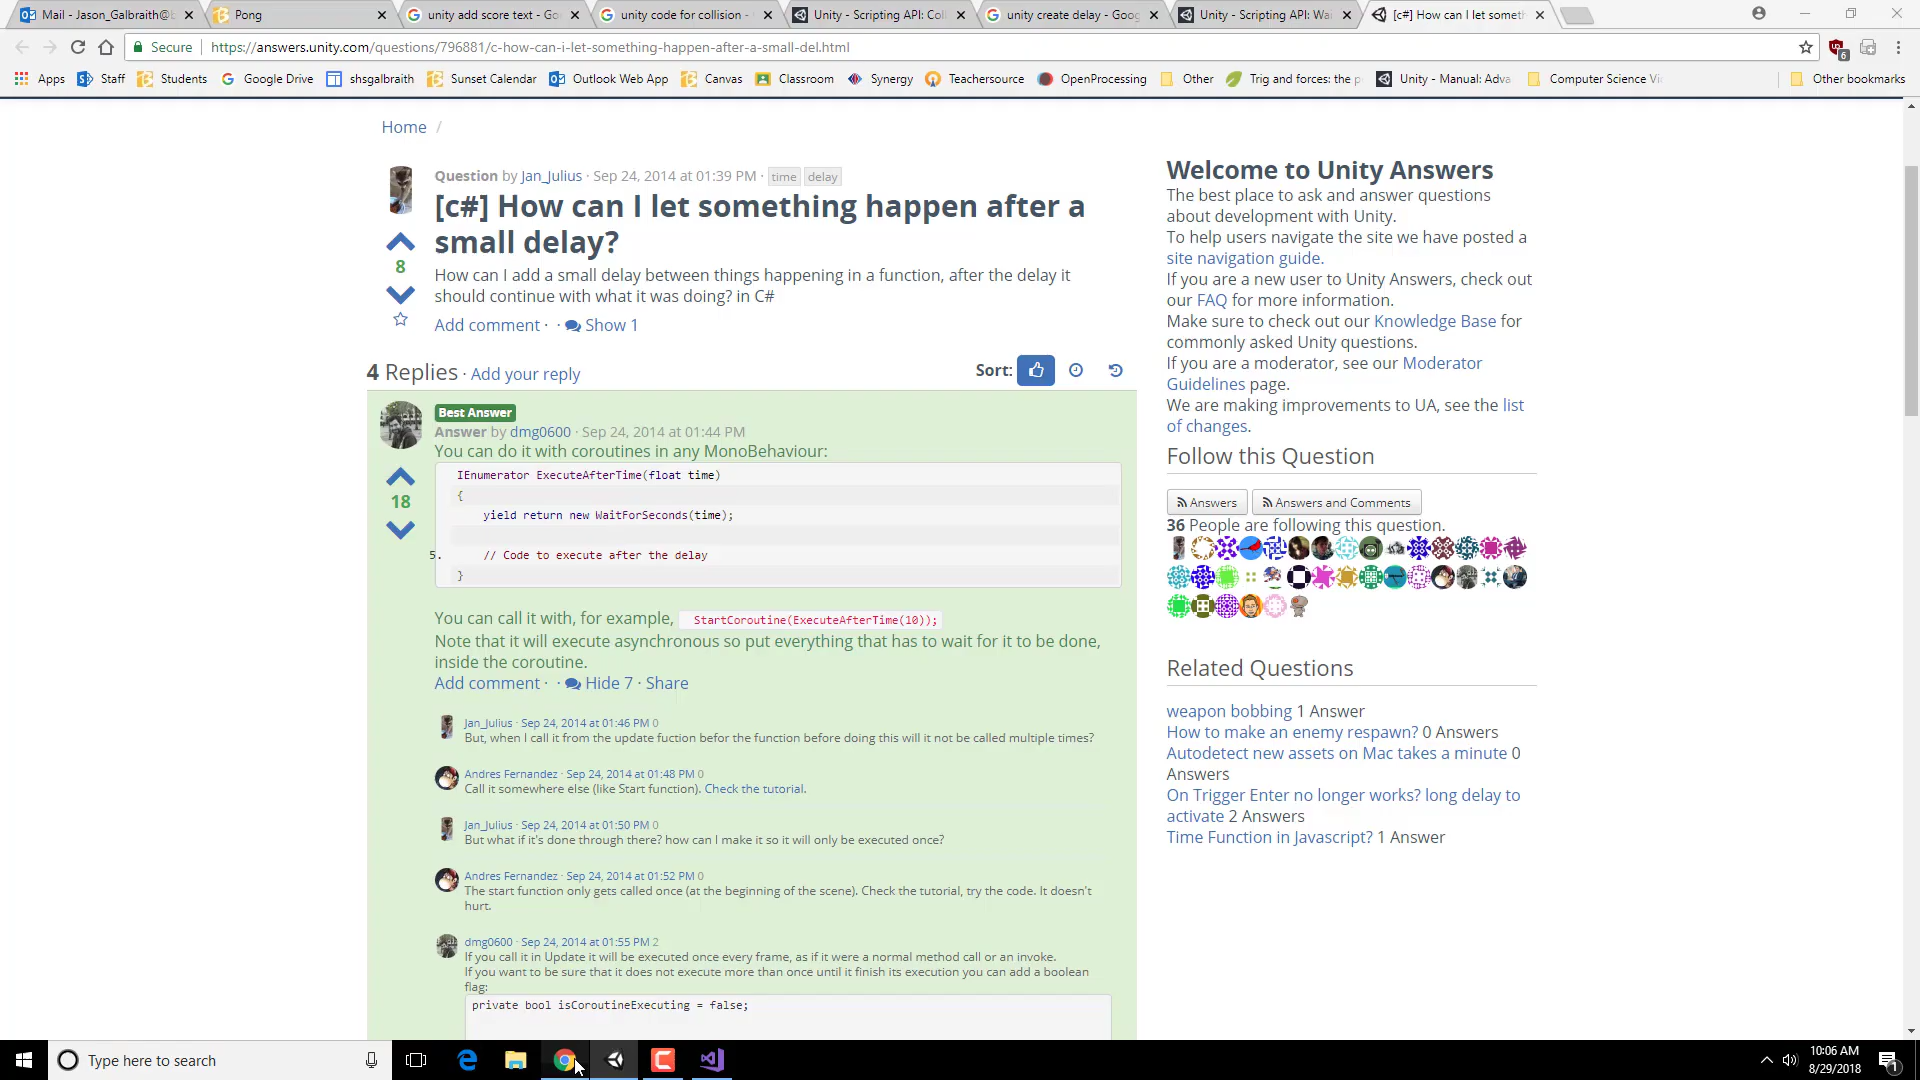 Mail - Jason_Galbraith@b
Pong
unity add score text - Go
unity code for collision -
Unity - Scripting API: Col
unity create delay - Goog
Unity - Scripting API: Wai
[c#] How can I let someth
Secure
https://answers.unity.com/questions/796881/c-how-can-i-let-something-happen-after-a-small-del.html
6
Apps
Staff
Students
Google Drive
shsgalbraith
Sunset Calendar
Outlook Web App
Canvas
Classroom
Synergy
Teachersource
OpenProcessing
Other
Trig and forces: the p
Unity - Manual: Adva
Computer Science Vi
Other bookmarks
Home /
Question by Jan_Julius · Sep 24, 2014 at 01:39 PM · time delay
[c#] How can I let something happen after a
small delay?
8
How can I add a small delay between things happening in a function, after the delay it
should continue with what it was doing? in C#
Add comment · · Show 1
4 Replies · Add your reply
Sort:
Best Answer
Answer by dmg0600 · Sep 24, 2014 at 01:44 PM
You can do it with coroutines in any MonoBehaviour:
18
IEnumerator ExecuteAfterTime(float time)
{
yield return new WaitForSeconds(time);
5. // Code to execute after the delay
}
You can call it with, for example, StartCoroutine(ExecuteAfterTime(10));
Note that it will execute asynchronous so put everything that has to wait for it to be done,
inside the coroutine.
Add comment · · Hide 7 · Share
Jan_Julius · Sep 24, 2014 at 01:46 PM 0
But, when I call it from the update fuction befor the function before doing this will it not be called multiple times?
Andres Fernandez · Sep 24, 2014 at 01:48 PM 0
Call it somewhere else (like Start function). Check the tutorial.
Jan_Julius · Sep 24, 2014 at 01:50 PM 0
But what if it's done through there? how can I make it so it will only be executed once?
Andres Fernandez · Sep 24, 2014 at 01:52 PM 0
The start function only gets called once (at the beginning of the scene). Check the tutorial, try the code. It doesn't
hurt.
dmg0600 · Sep 24, 2014 at 01:55 PM 2
If you call it in Update it will be executed once every frame, as if it were a normal method call or an invoke.
If you want to be sure that it does not execute more than once until it finish its execution you can add a boolean
flag:
private bool isCoroutineExecuting = false;
Welcome to Unity Answers
The best place to ask and answer questions
about development with Unity.
To help users navigate the site we have posted a
site navigation guide.
If you are a new user to Unity Answers, check out
our FAQ for more information.
Make sure to check out our Knowledge Base for
commonly asked Unity questions.
If you are a moderator, see our Moderator
Guidelines page.
We are making improvements to UA, see the list
of changes.
Follow this Question
Answers
Answers and Comments
36 People are following this question.
Related Questions
weapon bobbing 1 Answer
How to make an enemy respawn? 0 Answers
Autodetect new assets on Mac takes a minute 0
Answers
On Trigger Enter no longer works? long delay to
activate 2 Answers
Time Function in Javascript? 1 Answer
Type here to search
10:06 AM
8/29/2018
1